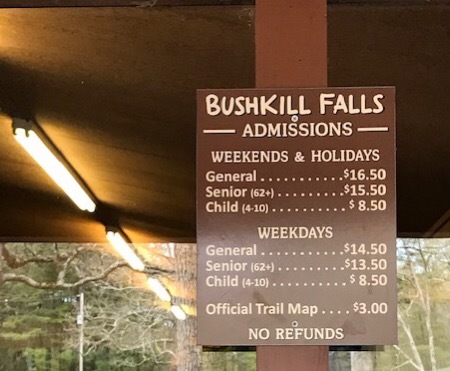 BUSHKILL FALLS
ADMISSIONS
WEEKENDS & HOLIDAYS
General ........... $16.50
Senior (62+) ........... $15.50
Child (4-10) ........... $ 8.50
WEEKDAYS
General ........... $14.50
Senior (62+) ........... $13.50
Child (4-10) ........... $ 8.50
Official Trail Map .... $3.00
NO REFUNDS